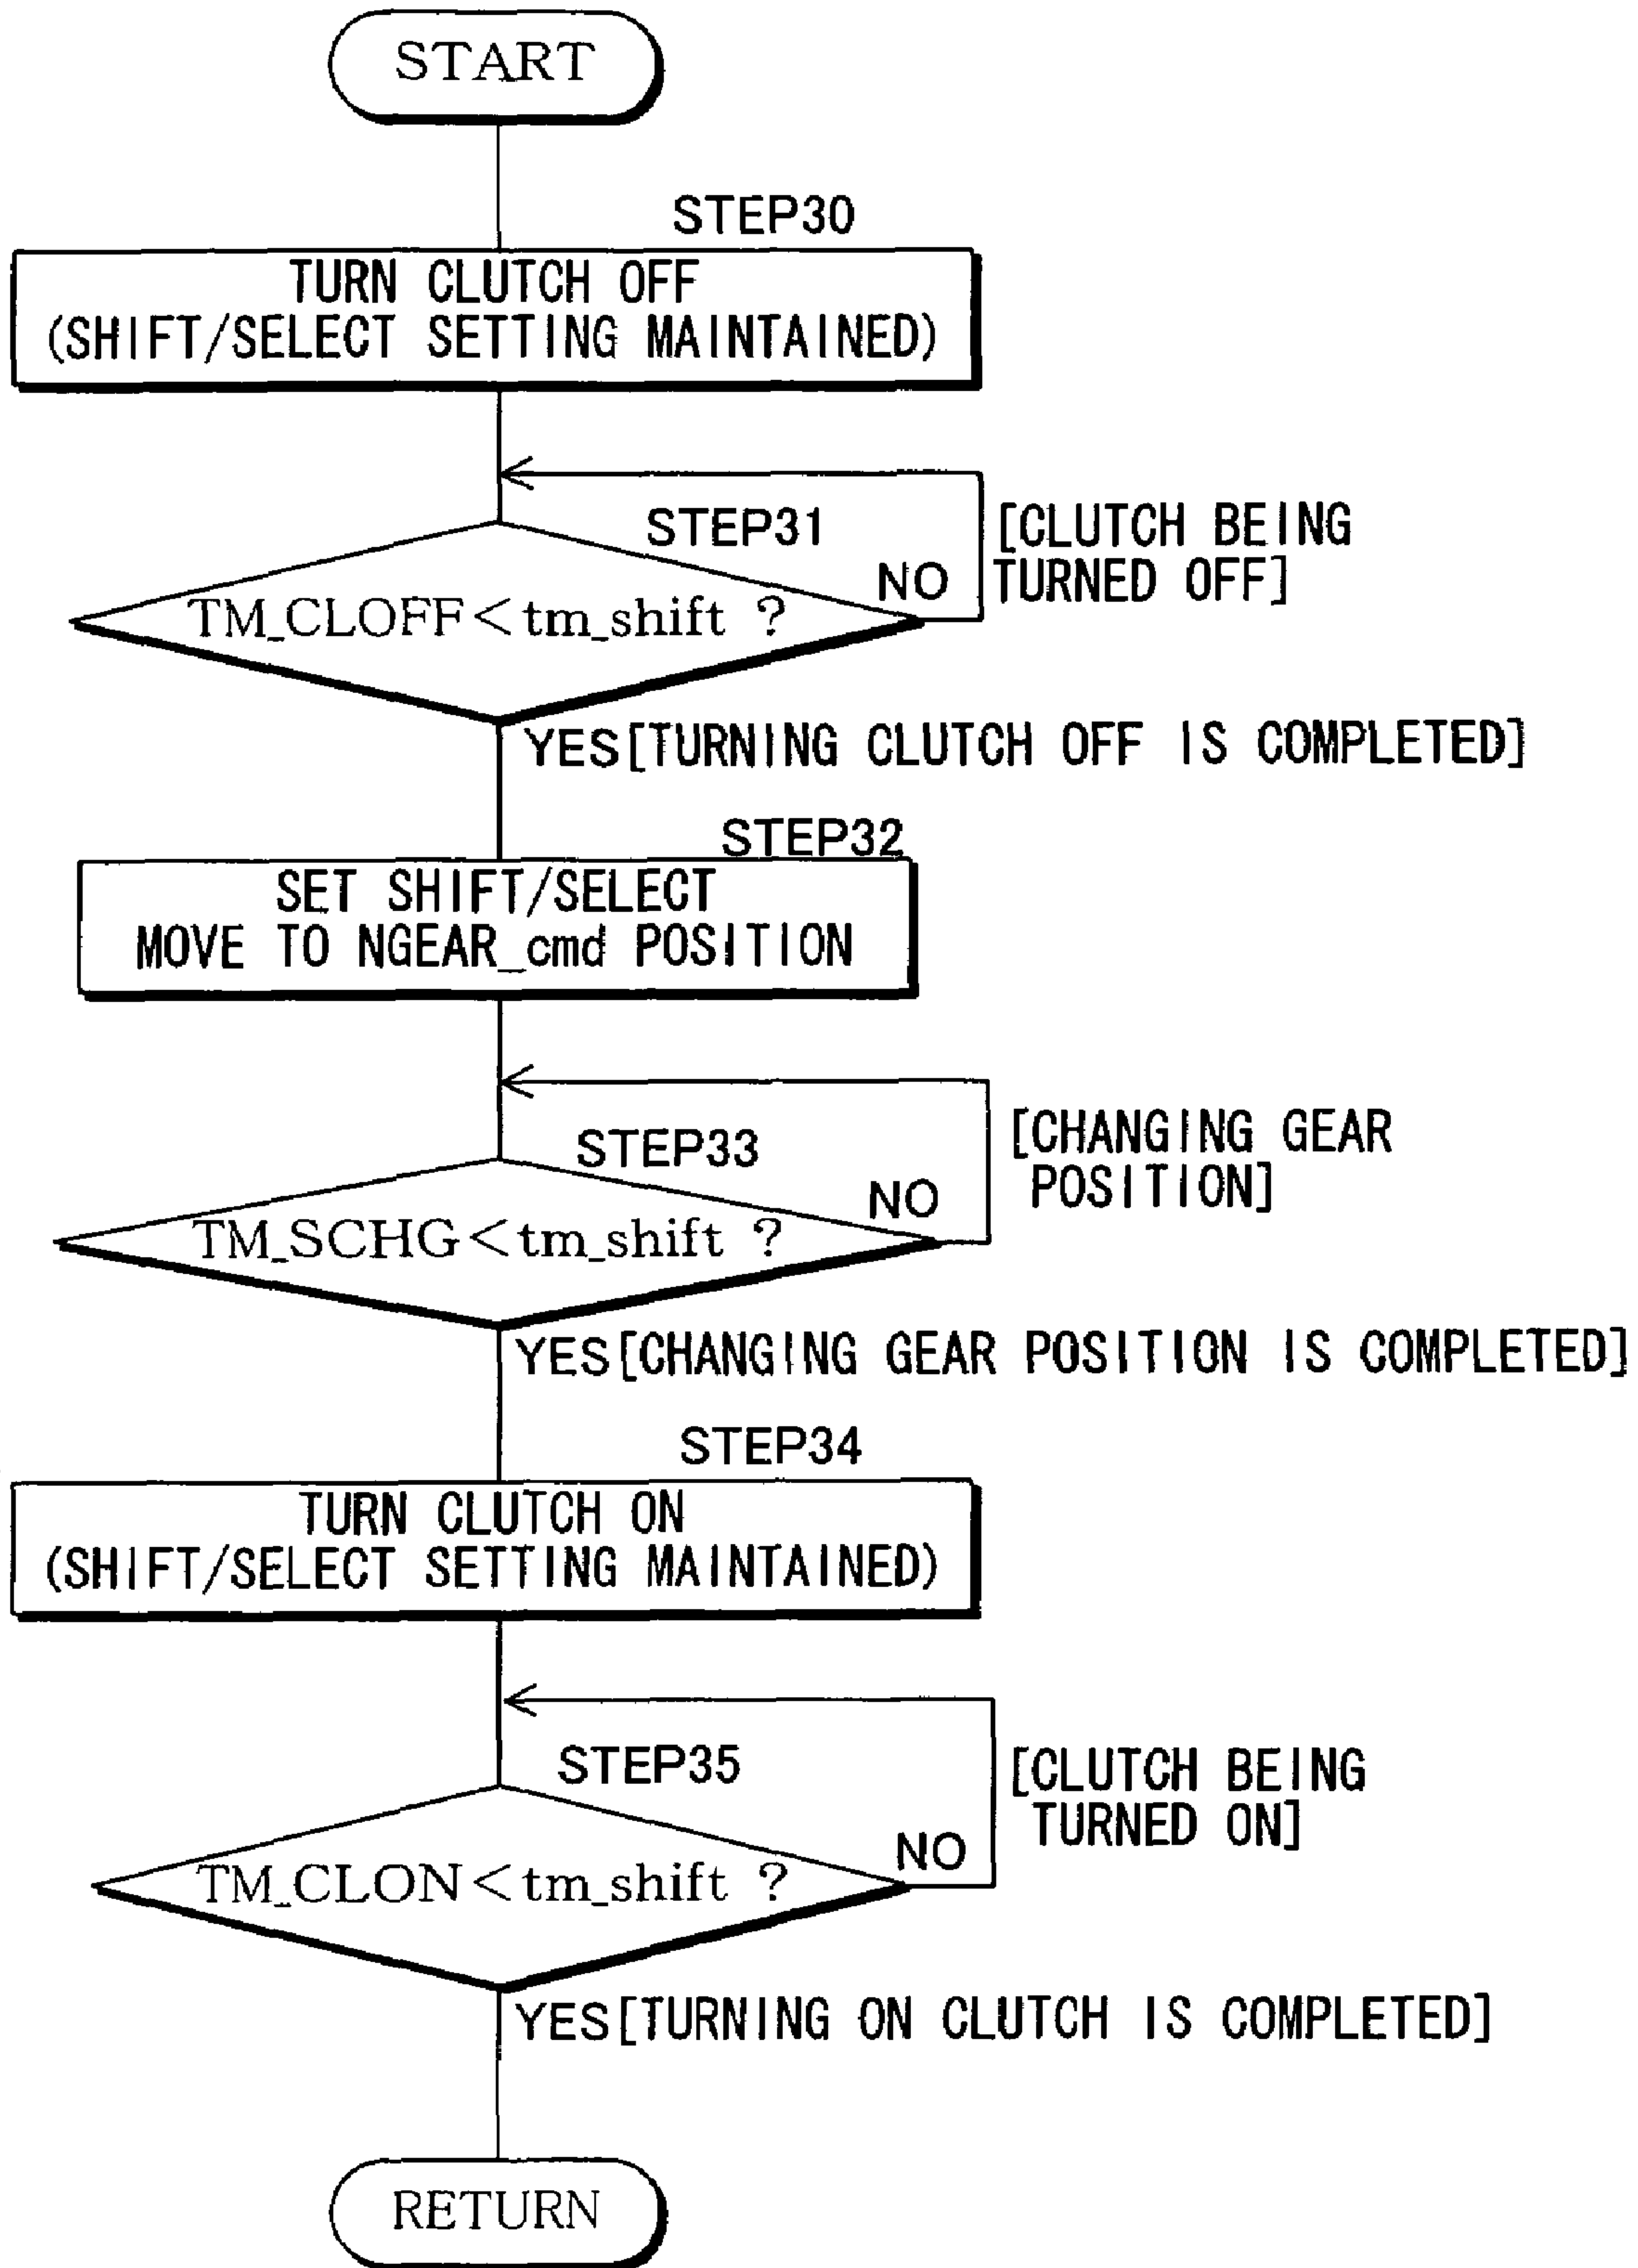 START
STEP30
TURN CLUTCH OFF
(SHIFT/SELECT SETTING MAINTAINED)
STEP31
[CLUTCH BEING
TURNED OFF]
NO
TM_CLOFF<tm_shift ?
YES[TURNING CLUTCH OFF IS COMPLETED]
STEP32
SET SHIFT/SELECT
MOVE TO NGEAR_cmd POSITION
STEP33
[CHANGING GEAR
POSITION]
NO
TM_SCHG<tm_shift ?
YES[CHANGING GEAR POSITION IS COMPLETED]
STEP34
TURN CLUTCH ON
(SHIFT/SELECT SETTING MAINTAINED)
STEP35
[CLUTCH BEING
TURNED ON]
NO
TM_CLON<tm_shift ?
YES[TURNING ON CLUTCH IS COMPLETED]
RETURN